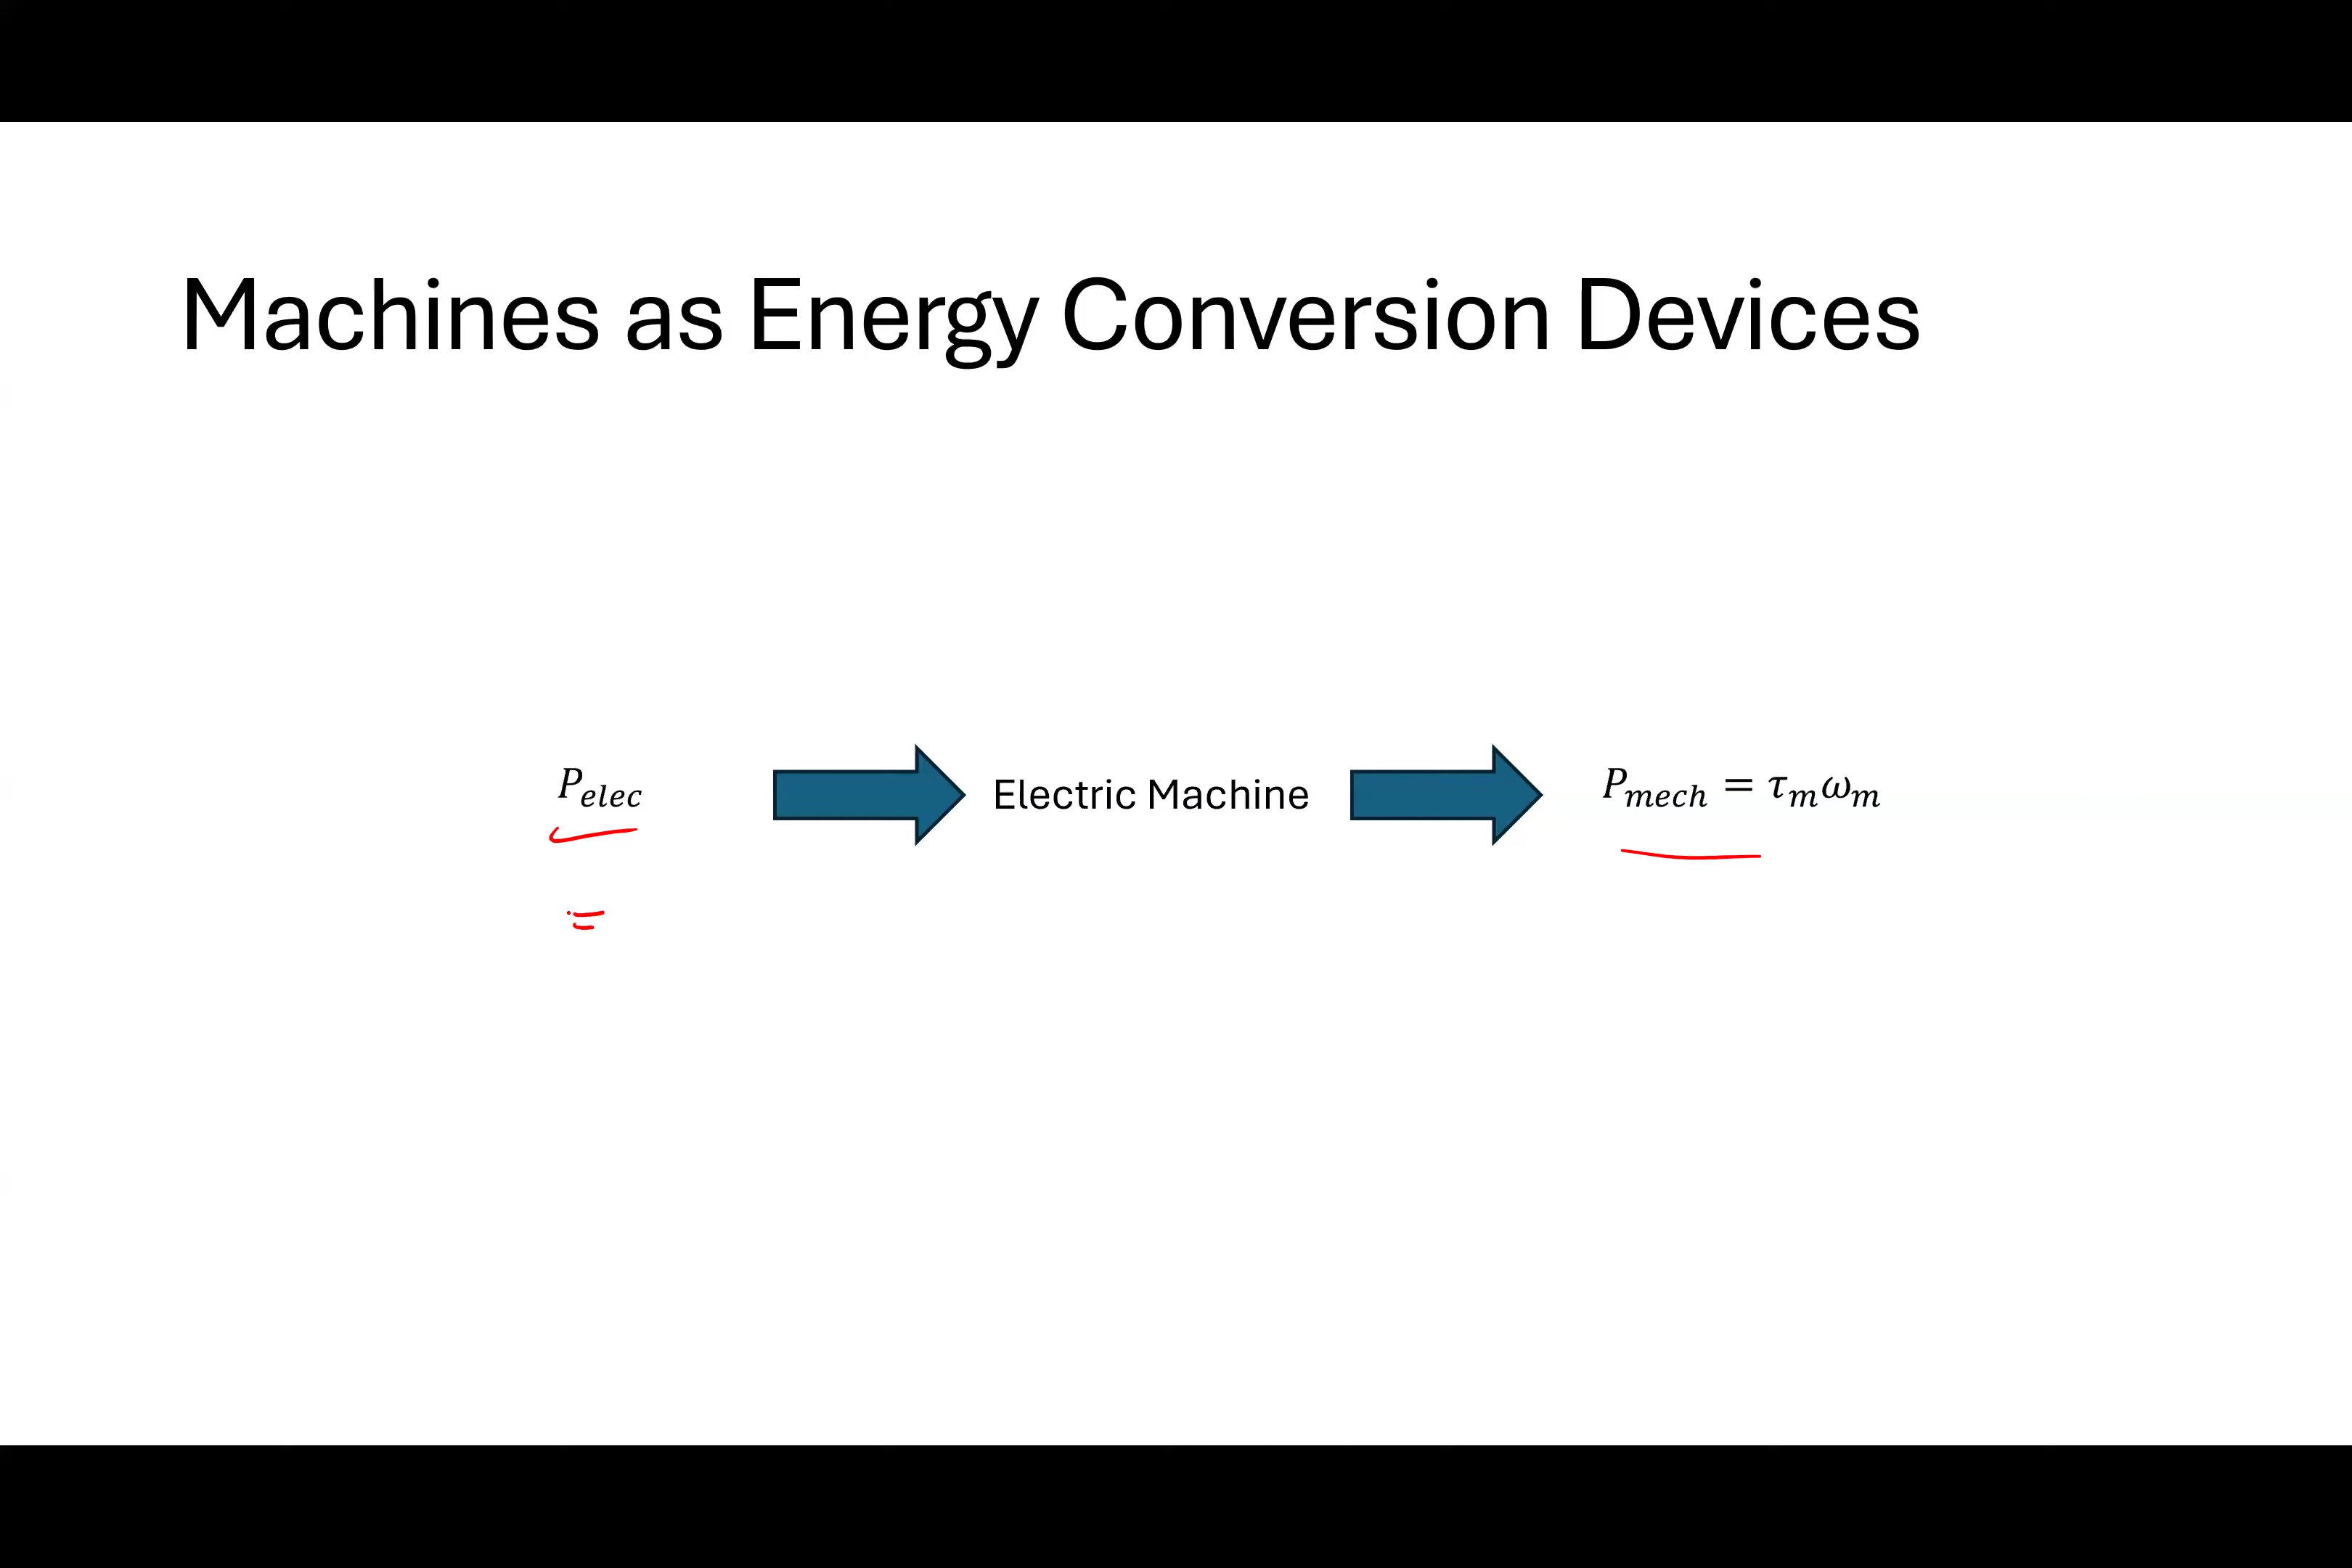 Machines as Energy Conversion Devices
P_elec Electric Machine P_mech = τ_m ω_m
=